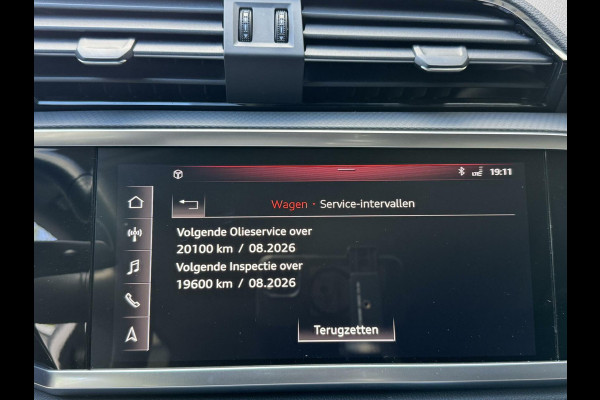 LTE 19:11
Wagen · Service-intervallen
Volgende Olieservice over
20100 km / 08.2026
Volgende Inspectie over
19600 km / 08.2026
Terugzetten